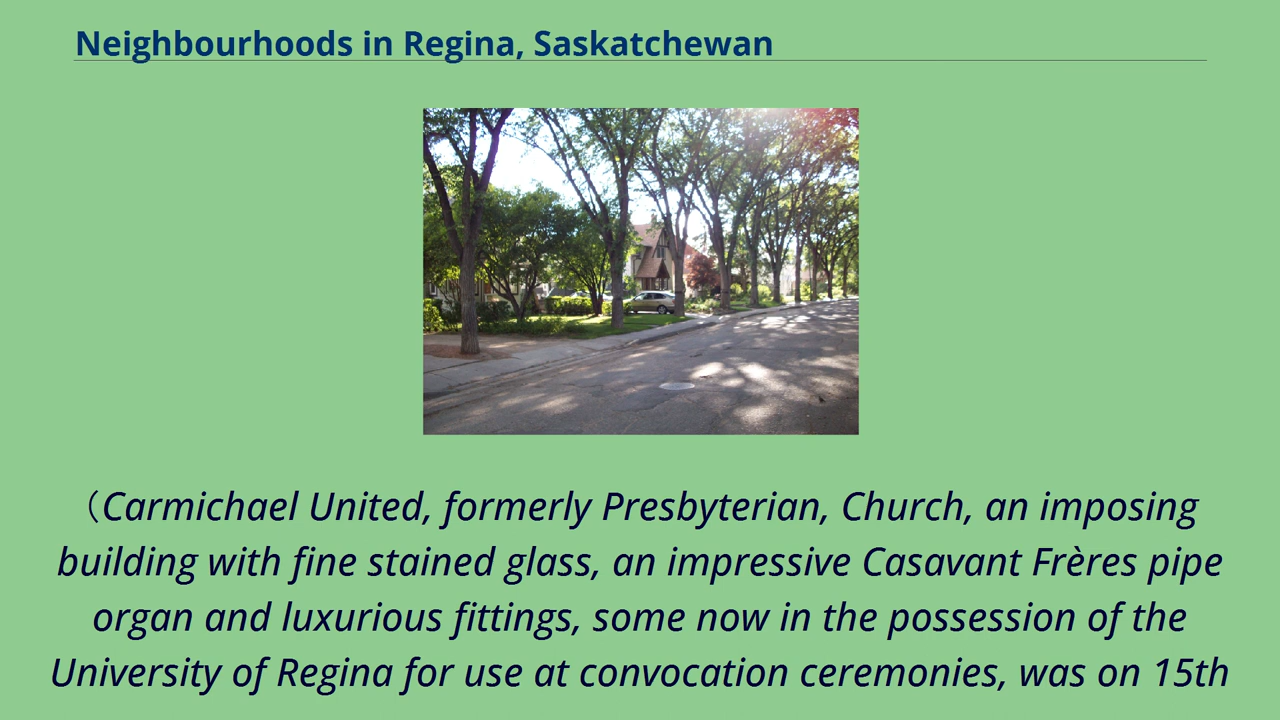 Neighbourhoods in Regina, Saskatchewan
（Carmichael United, formerly Presbyterian, Church, an imposing
building with fine stained glass, an impressive Casavant Frères pipe
organ and luxurious fittings, some now in the possession of the
University of Regina for use at convocation ceremonies, was on 15th